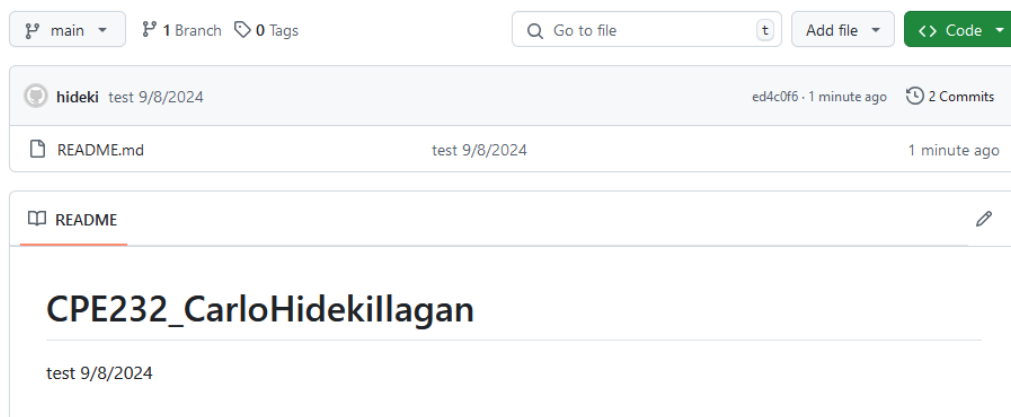 main 1 Branch 0 Tags Go to file t Add file Code
hideki test 9/8/2024 ed4c0f6 · 1 minute ago 2 Commits
README.md test 9/8/2024 1 minute ago
README
CPE232_CarloHidekiIlagan
test 9/8/2024